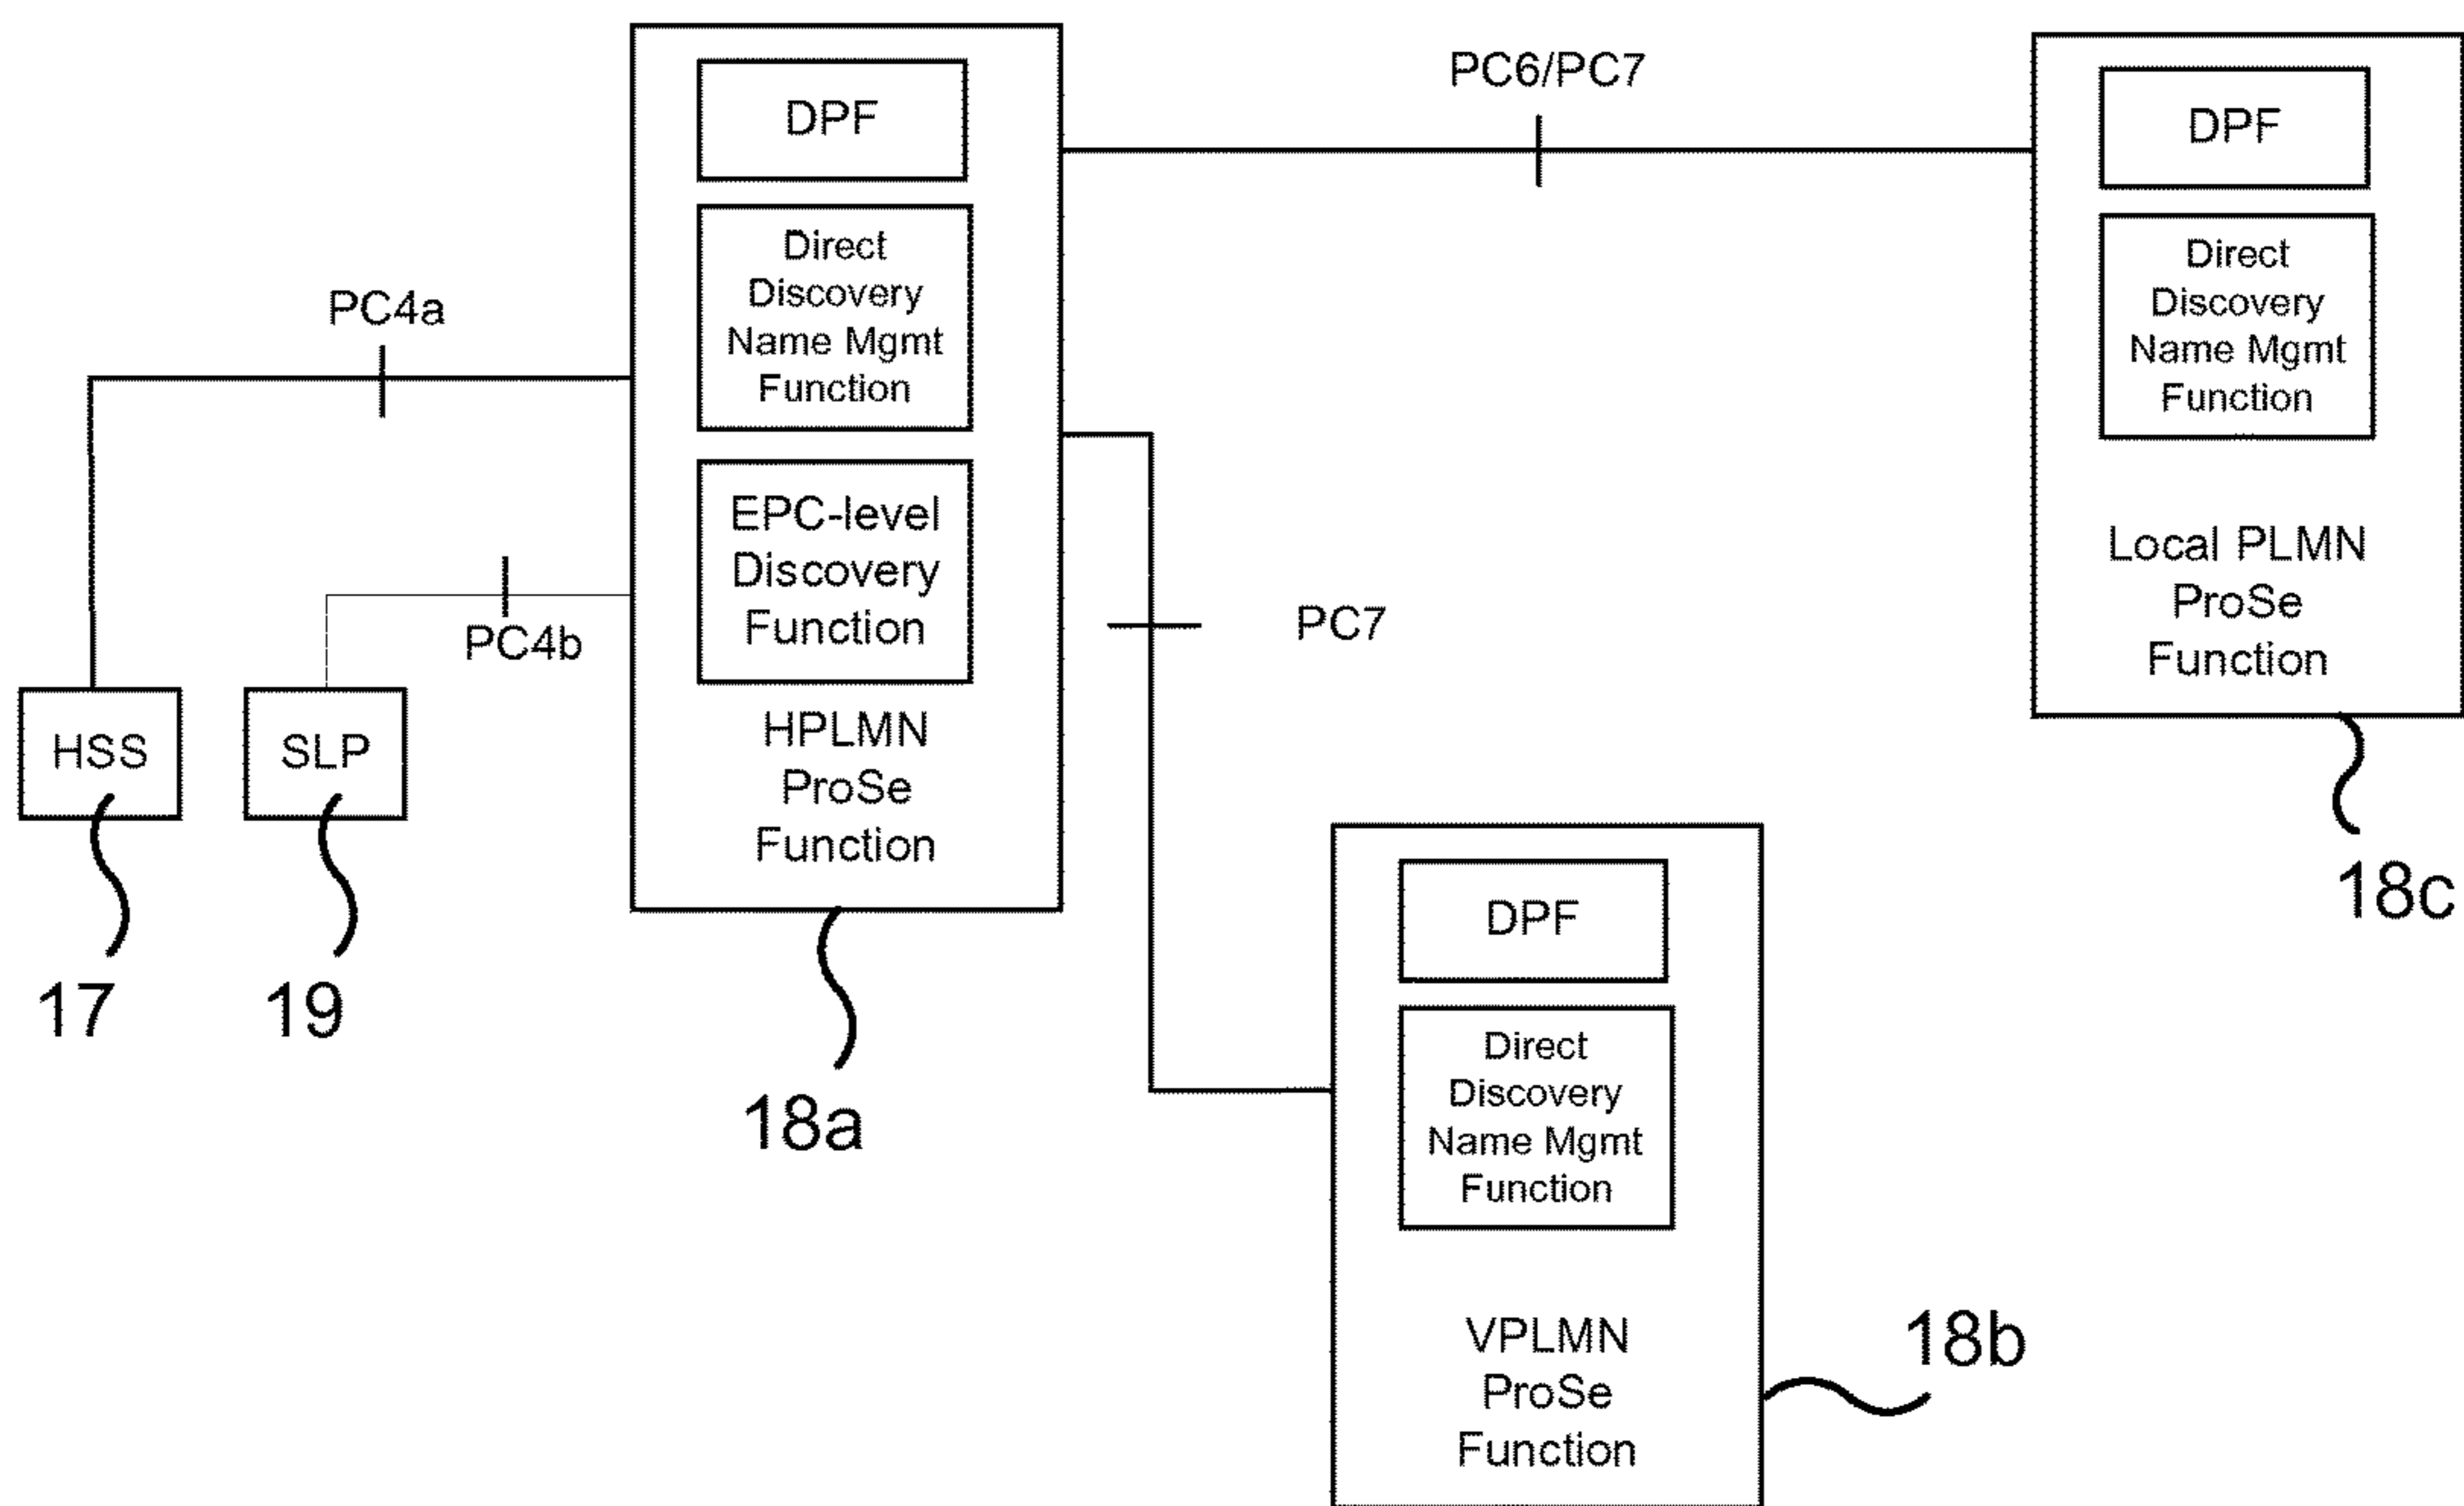 DPF
Direct
Discovery
Name Mgmt
Function
EPC-level
Discovery
Function
HPLMN
ProSe
Function
18a
PC4a
PC4b
HSS
17
SLP
19
PC6/PC7
PC7
DPF
Direct
Discovery
Name Mgmt
Function
Local PLMN
ProSe
Function
18c
DPF
Direct
Discovery
Name Mgmt
Function
VPLMN
ProSe
Function
18b